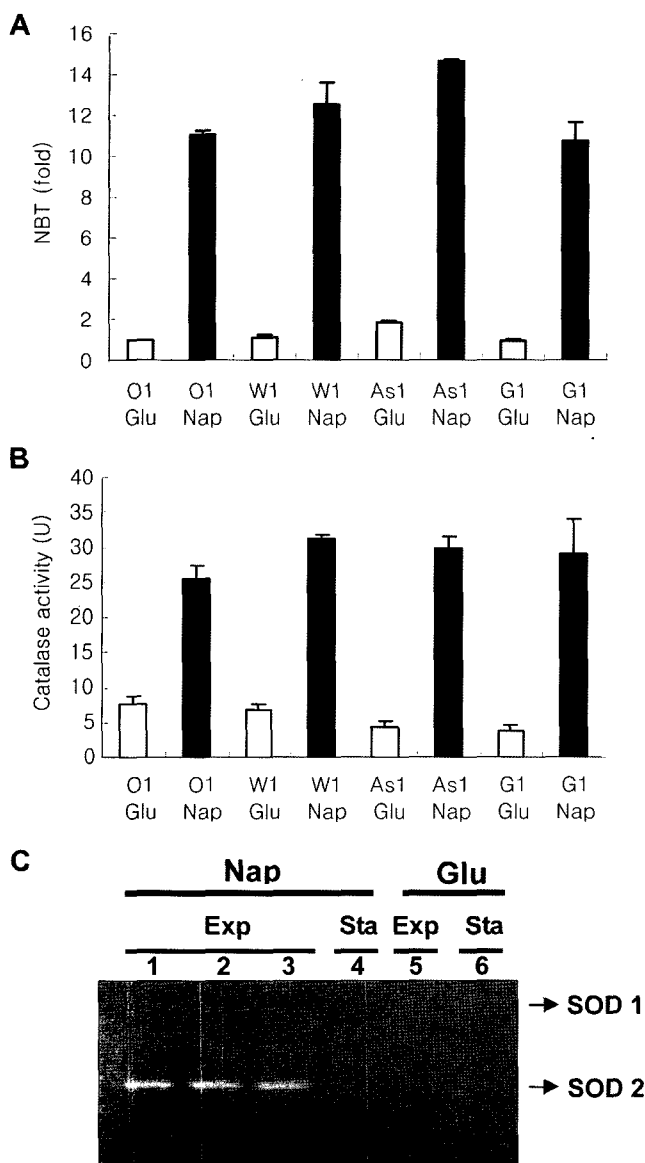 A
NBT (fold)
16
14
12
10
8
6
4
2
0
O1 O1 W1 W1 As1 As1 G1 G1
Glu Nap Glu Nap Glu Nap Glu Nap
B
Catalase activity (U)
40
35
30
25
20
15
10
5
0
O1 O1 W1 W1 As1 As1 G1 G1
Glu Nap Glu Nap Glu Nap Glu Nap
C
Nap Glu
Exp Sta Exp Sta
1 2 3 4 5 6
SOD 1
SOD 2